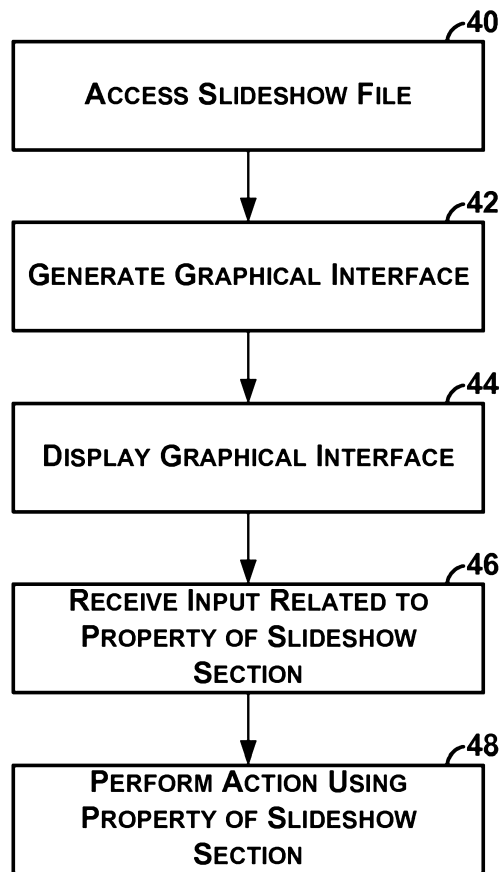 40
ACCESS SLIDESHOW FILE
42
GENERATE GRAPHICAL INTERFACE
44
DISPLAY GRAPHICAL INTERFACE
46
RECEIVE INPUT RELATED TO
PROPERTY OF SLIDESHOW
SECTION
48
PERFORM ACTION USING
PROPERTY OF SLIDESHOW
SECTION